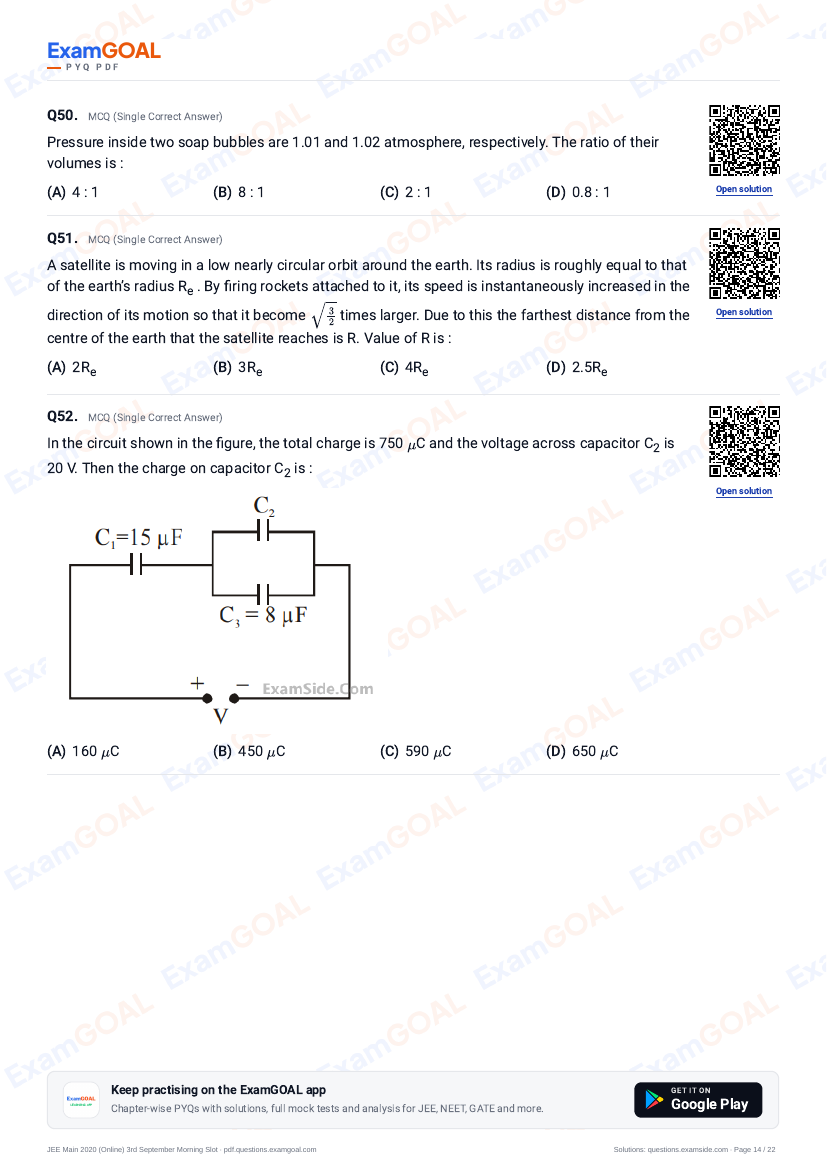 ExamGOAL
PYQ PDF
Q50. MCQ (Single Correct Answer)
Pressure inside two soap bubbles are 1.01 and 1.02 atmosphere, respectively. The ratio of their
volumes is :
(A) 4 : 1 (B) 8 : 1 (C) 2 : 1 (D) 0.8 : 1
Open solution
Q51. MCQ (Single Correct Answer)
A satellite is moving in a low nearly circular orbit around the earth. Its radius is roughly equal to that
of the earth's radius Rₑ . By firing rockets attached to it, its speed is instantaneously increased in the
direction of its motion so that it become √(3/2) times larger. Due to this the farthest distance from the
centre of the earth that the satellite reaches is R. Value of R is :
(A) 2Rₑ (B) 3Rₑ (C) 4Rₑ (D) 2.5Rₑ
Open solution
Q52. MCQ (Single Correct Answer)
In the circuit shown in the figure, the total charge is 750 μC and the voltage across capacitor C₂ is
20 V. Then the charge on capacitor C₂ is :
Open solution
C₂
C₁=15 μF
C₃ = 8 μF
+ −
ExamSide.Com
V
(A) 160 μC (B) 450 μC (C) 590 μC (D) 650 μC
ExamGOAL
Keep practising on the ExamGOAL app
Chapter-wise PYQs with solutions, full mock tests and analysis for JEE, NEET, GATE and more.
GET IT ON
Google Play
JEE Main 2020 (Online) 3rd September Morning Slot · pdf.questions.examgoal.com
Solutions: questions.examside.com · Page 14 / 22